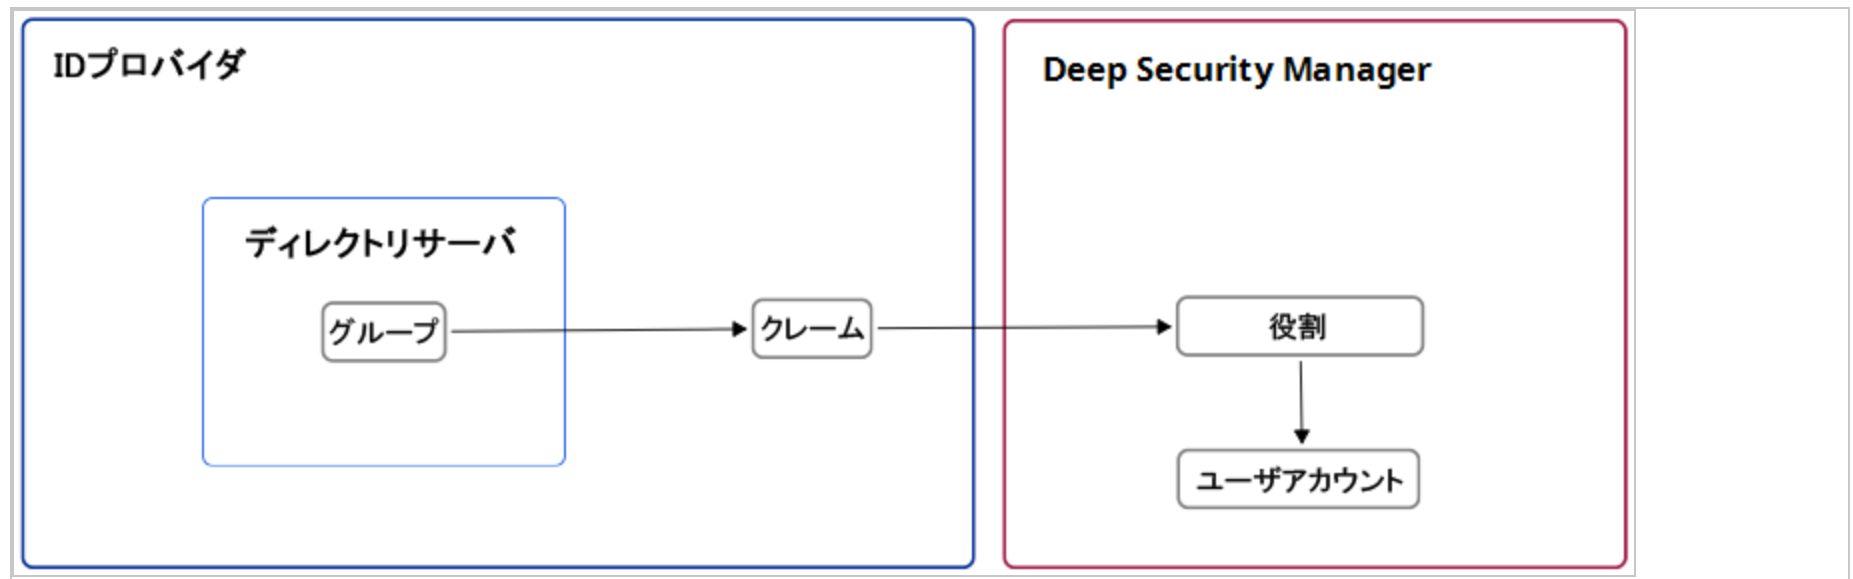 IDプロバイダ
Deep Security Manager
ディレクトリサーバ
グループ
クレーム
役割
ユーザアカウント